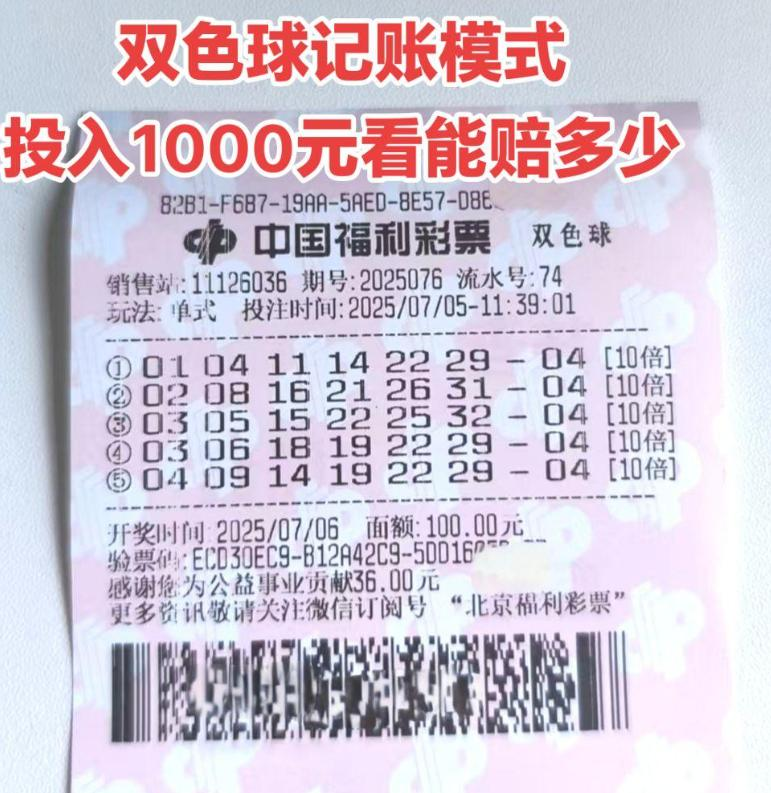 双色球记账模式
投入1000元看能赔多少
82B1-F6B7-19AA-5AED-8E57-D8E
中国福利彩票 双色球
销售站:11126036 期号:2025076 流水号:74
玩法:单式 投注时间:2025/07/05-11:39:01
① 01 04 11 14 22 29 - 04 [10倍]
② 02 08 16 21 26 31 - 04 [10倍]
③ 03 05 15 22 25 32 - 04 [10倍]
④ 03 06 18 19 22 29 - 04 [10倍]
⑤ 04 09 14 19 22 29 - 04 [10倍]
开奖时间:2025/07/06 面额:100.00元
验票码:ECD30EC9-B12A42C9-5DD16
感谢您为公益事业贡献36.00元
更多资讯敬请关注微信订阅号 “北京福利彩票”